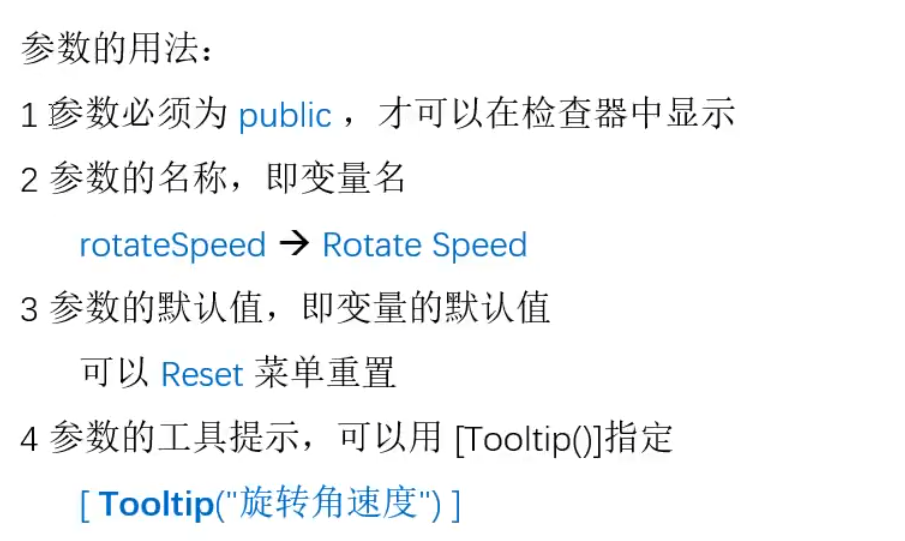 参数的用法：
1 参数必须为 public ，才可以在检查器中显示
2 参数的名称，即变量名
rotateSpeed → Rotate Speed
3 参数的默认值，即变量的默认值
可以 Reset 菜单重置
4 参数的工具提示，可以用 [Tooltip()]指定
[ Tooltip("旋转角速度") ]